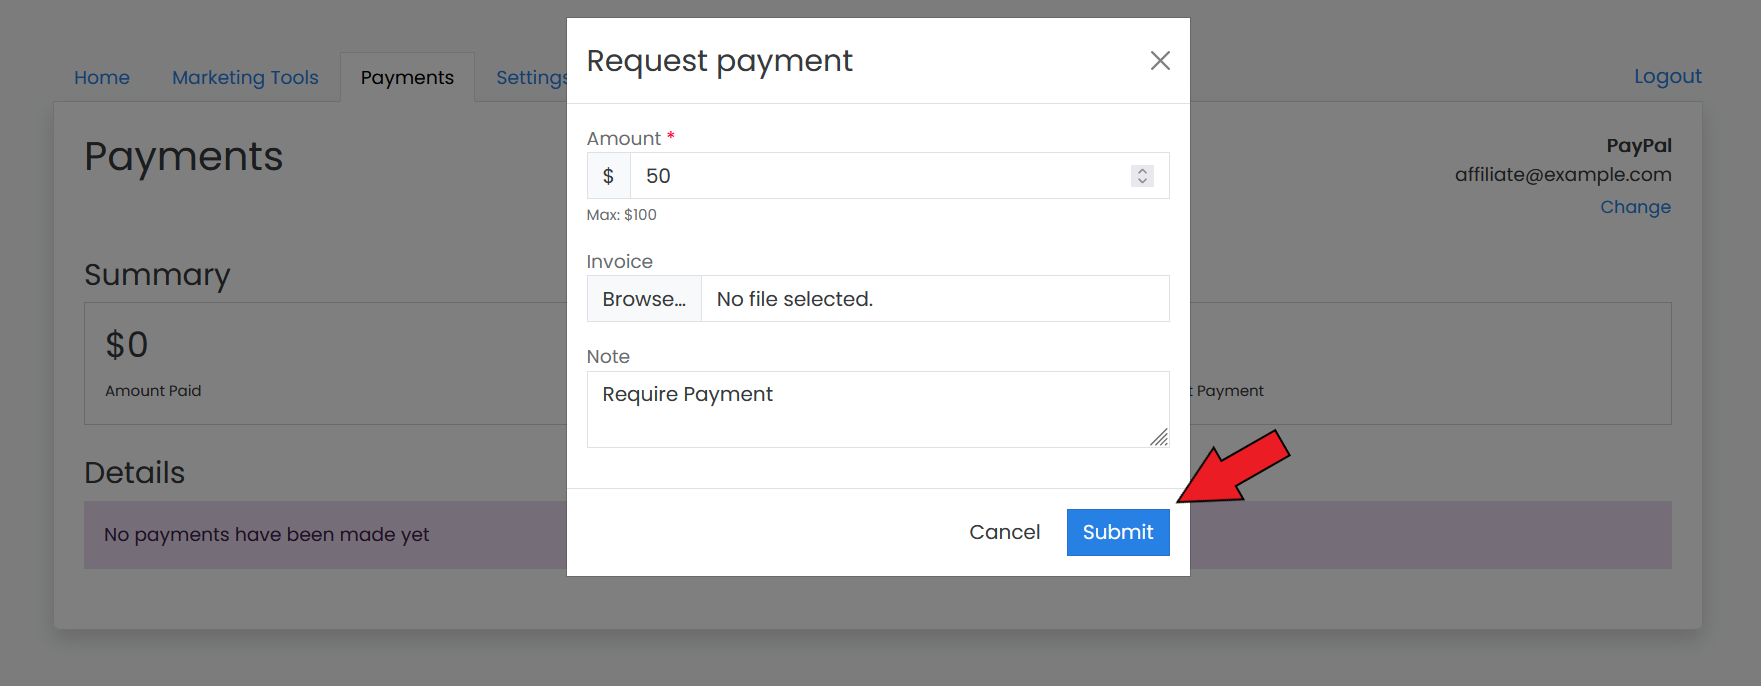 Home Marketing Tools Payments Settings Logout
Request payment
Payments
PayPal
affiliate@example.com
Change
Amount *
$ 50
Max: $100
Invoice
Browse... No file selected.
Note
Require Payment
Cancel Submit
Summary
$0
Amount Paid
Payment
Details
No payments have been made yet